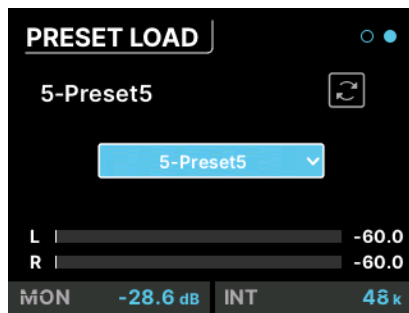 PRESET LOAD
5-Preset5
5-Preset5
L -60.0
R -60.0
MON -28.6 dB INT 48 k